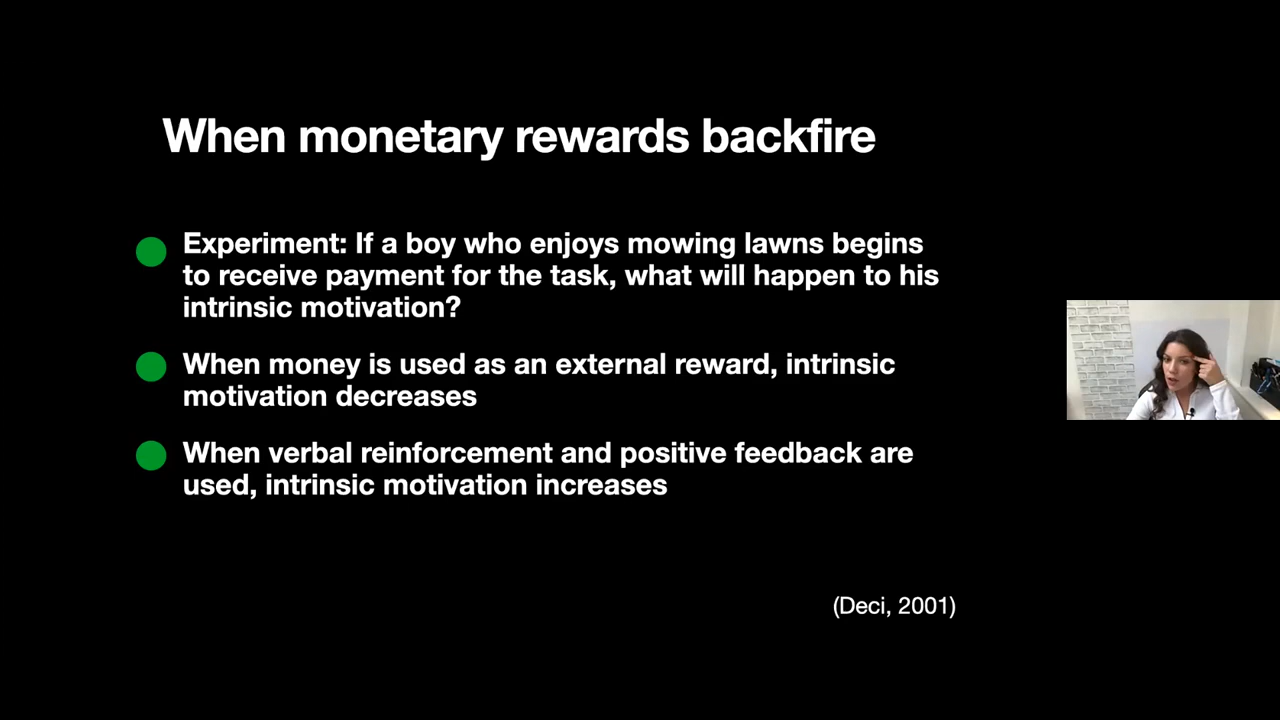 When monetary rewards backfire
Experiment: If a boy who enjoys mowing lawns begins
to receive payment for the task, what will happen to his
intrinsic motivation?
When money is used as an external reward, intrinsic
motivation decreases
When verbal reinforcement and positive feedback are
used, intrinsic motivation increases
(Deci, 2001)